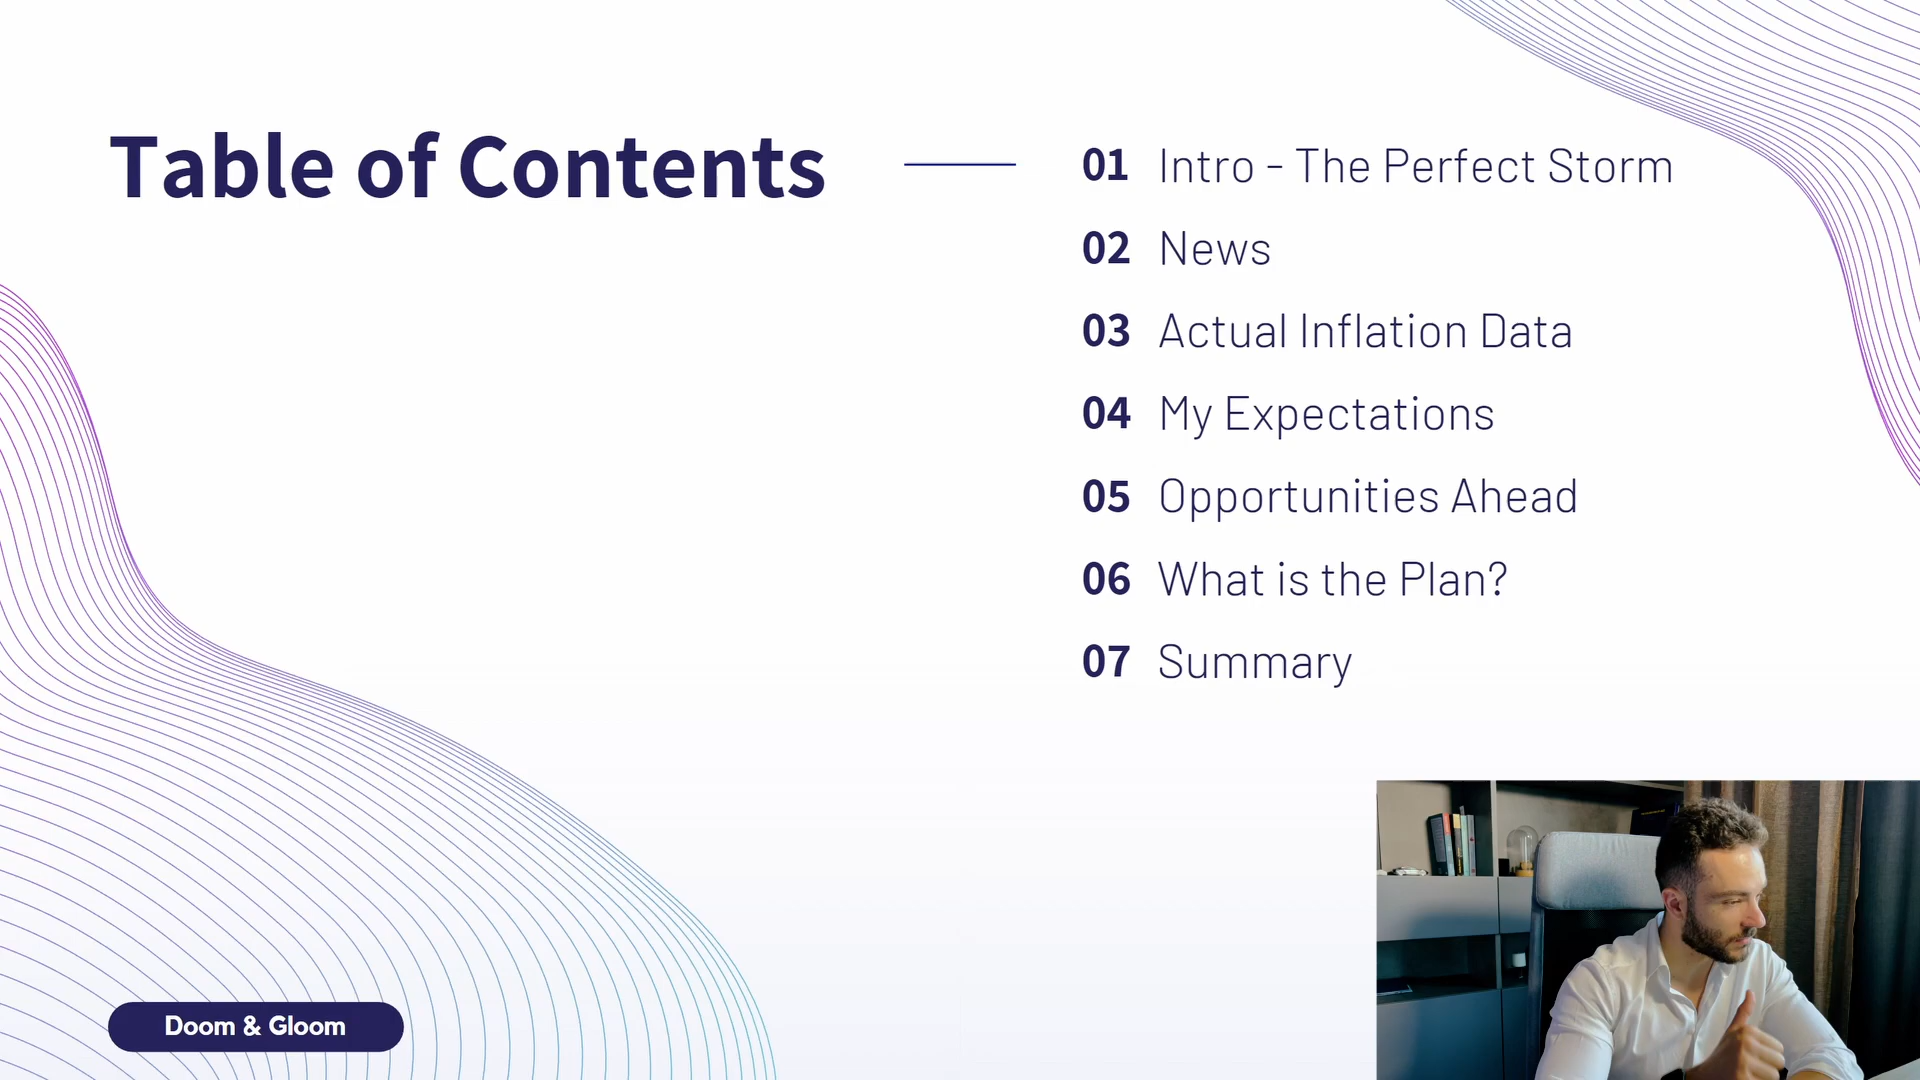 Table of Contents
01 Intro - The Perfect Storm
02 News
03 Actual Inflation Data
04 My Expectations
05 Opportunities Ahead
06 What is the Plan?
07 Summary
Doom & Gloom